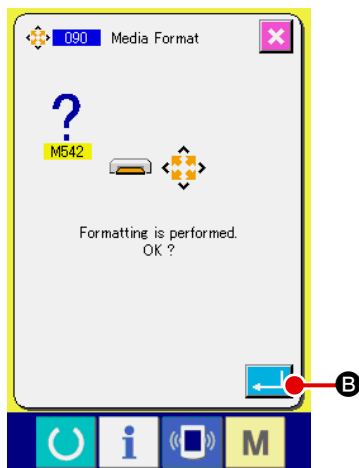 090 Media Format
?
M542
Formatting is performed.
OK ?
B
i
M